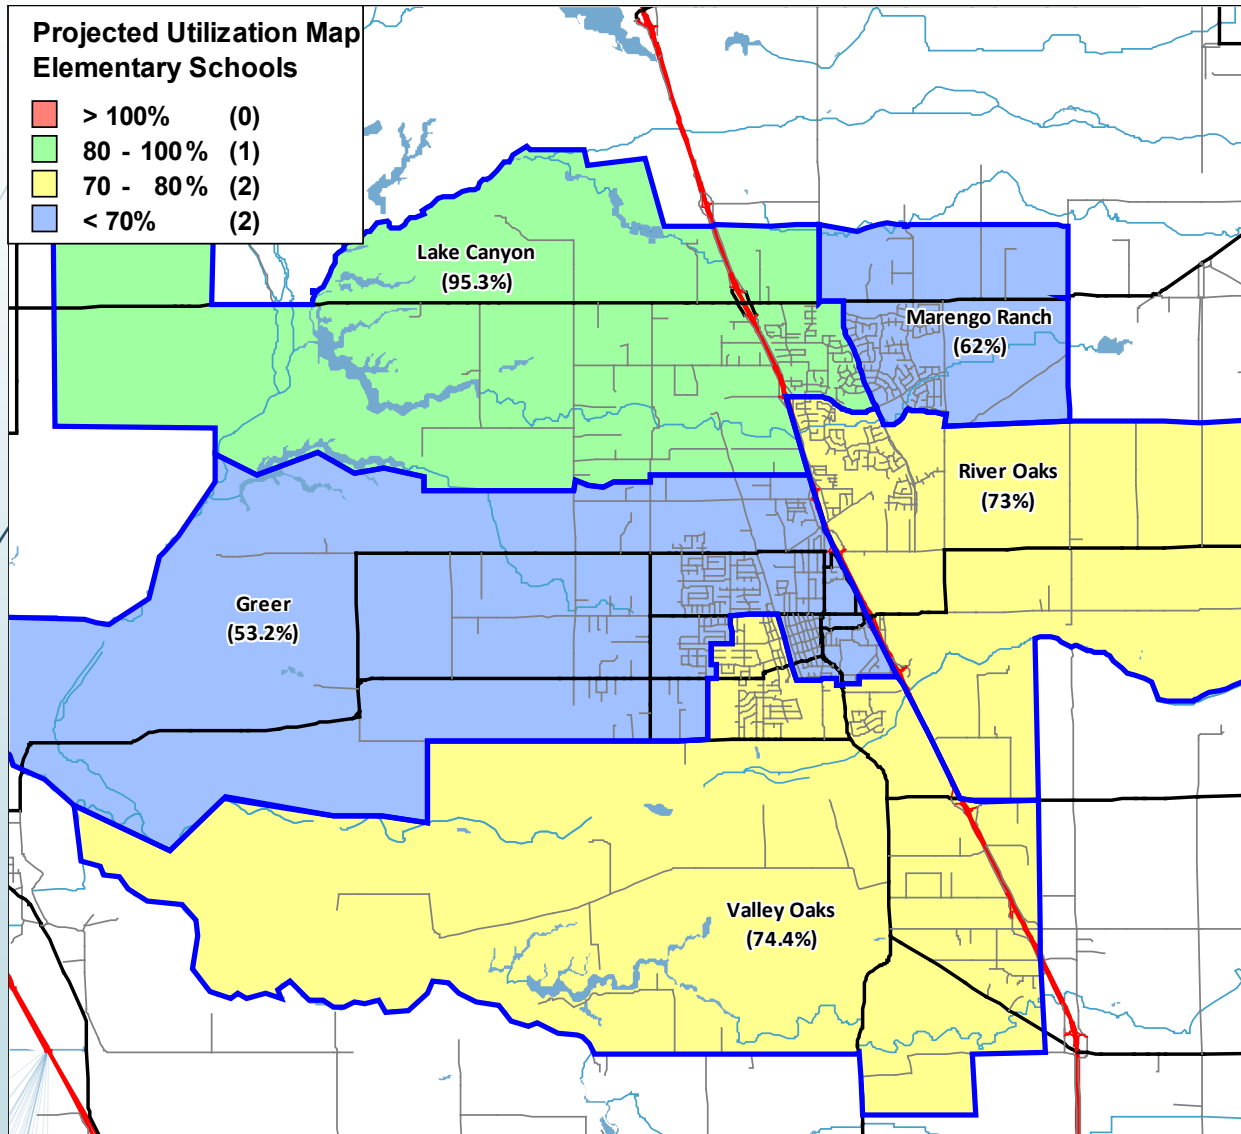 Projected Utilization Map
Elementary Schools
> 100% (0)
80 - 100% (1)
70 - 80% (2)
< 70% (2)
Lake Canyon
(95.3%)
Marengo Ranch
(62%)
River Oaks
(73%)
Greer
(53.2%)
Valley Oaks
(74.4%)